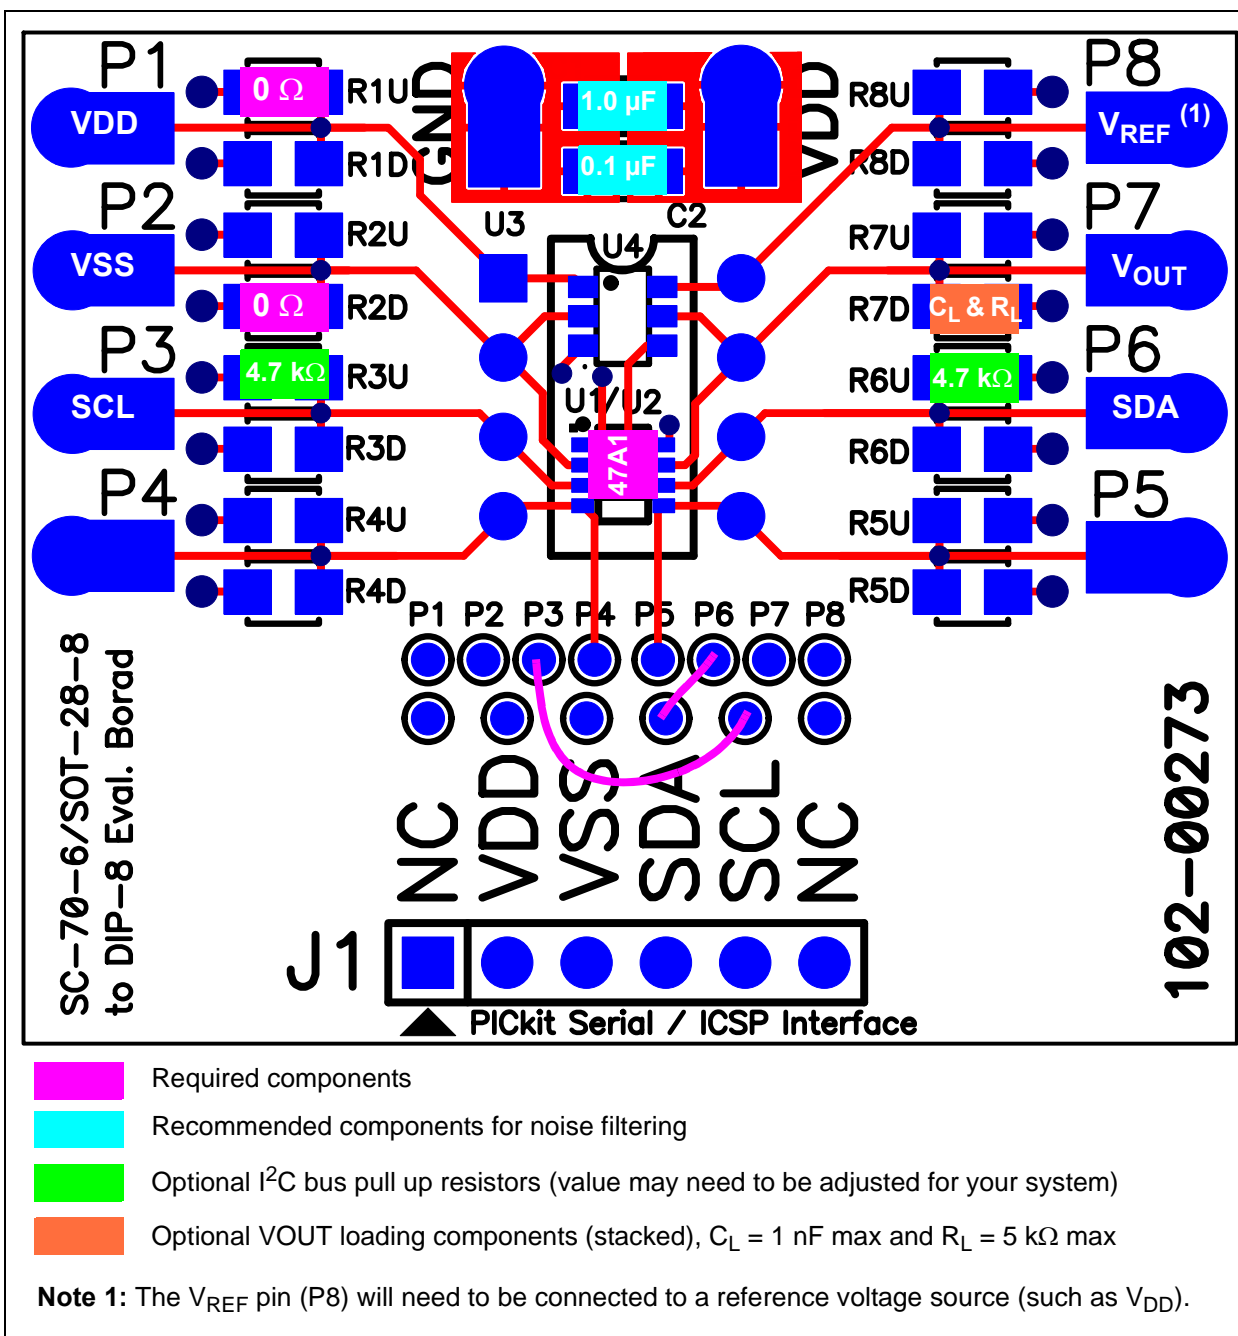 P1
VDD
0 Ω
R1U
R1D
GND
1.0 µF
0.1 µF
VDD
R8U
R8D
P8
VREF (1)
P2
VSS
R2U
0 Ω
R2D
U3
C2
U4
R7U
R7D
CL & RL
P7
VOUT
P3
SCL
4.7 kΩ
R3U
R3D
U1/U2
47A1
R6U
4.7 kΩ
R6D
P6
SDA
P4
R4U
R4D
R5U
R5D
P5
P1 P2 P3 P4 P5 P6 P7 P8
NC VDD VSS SDA SCL NC
SC-70-6/SOT-28-8
to DIP-8 Eval. Borad
102-00273
J1
PICkit Serial / ICSP Interface
Required components
Recommended components for noise filtering
Optional I²C bus pull up resistors (value may need to be adjusted for your system)
Optional VOUT loading components (stacked), CL = 1 nF max and RL = 5 kΩ max
Note 1: The VREF pin (P8) will need to be connected to a reference voltage source (such as VDD).